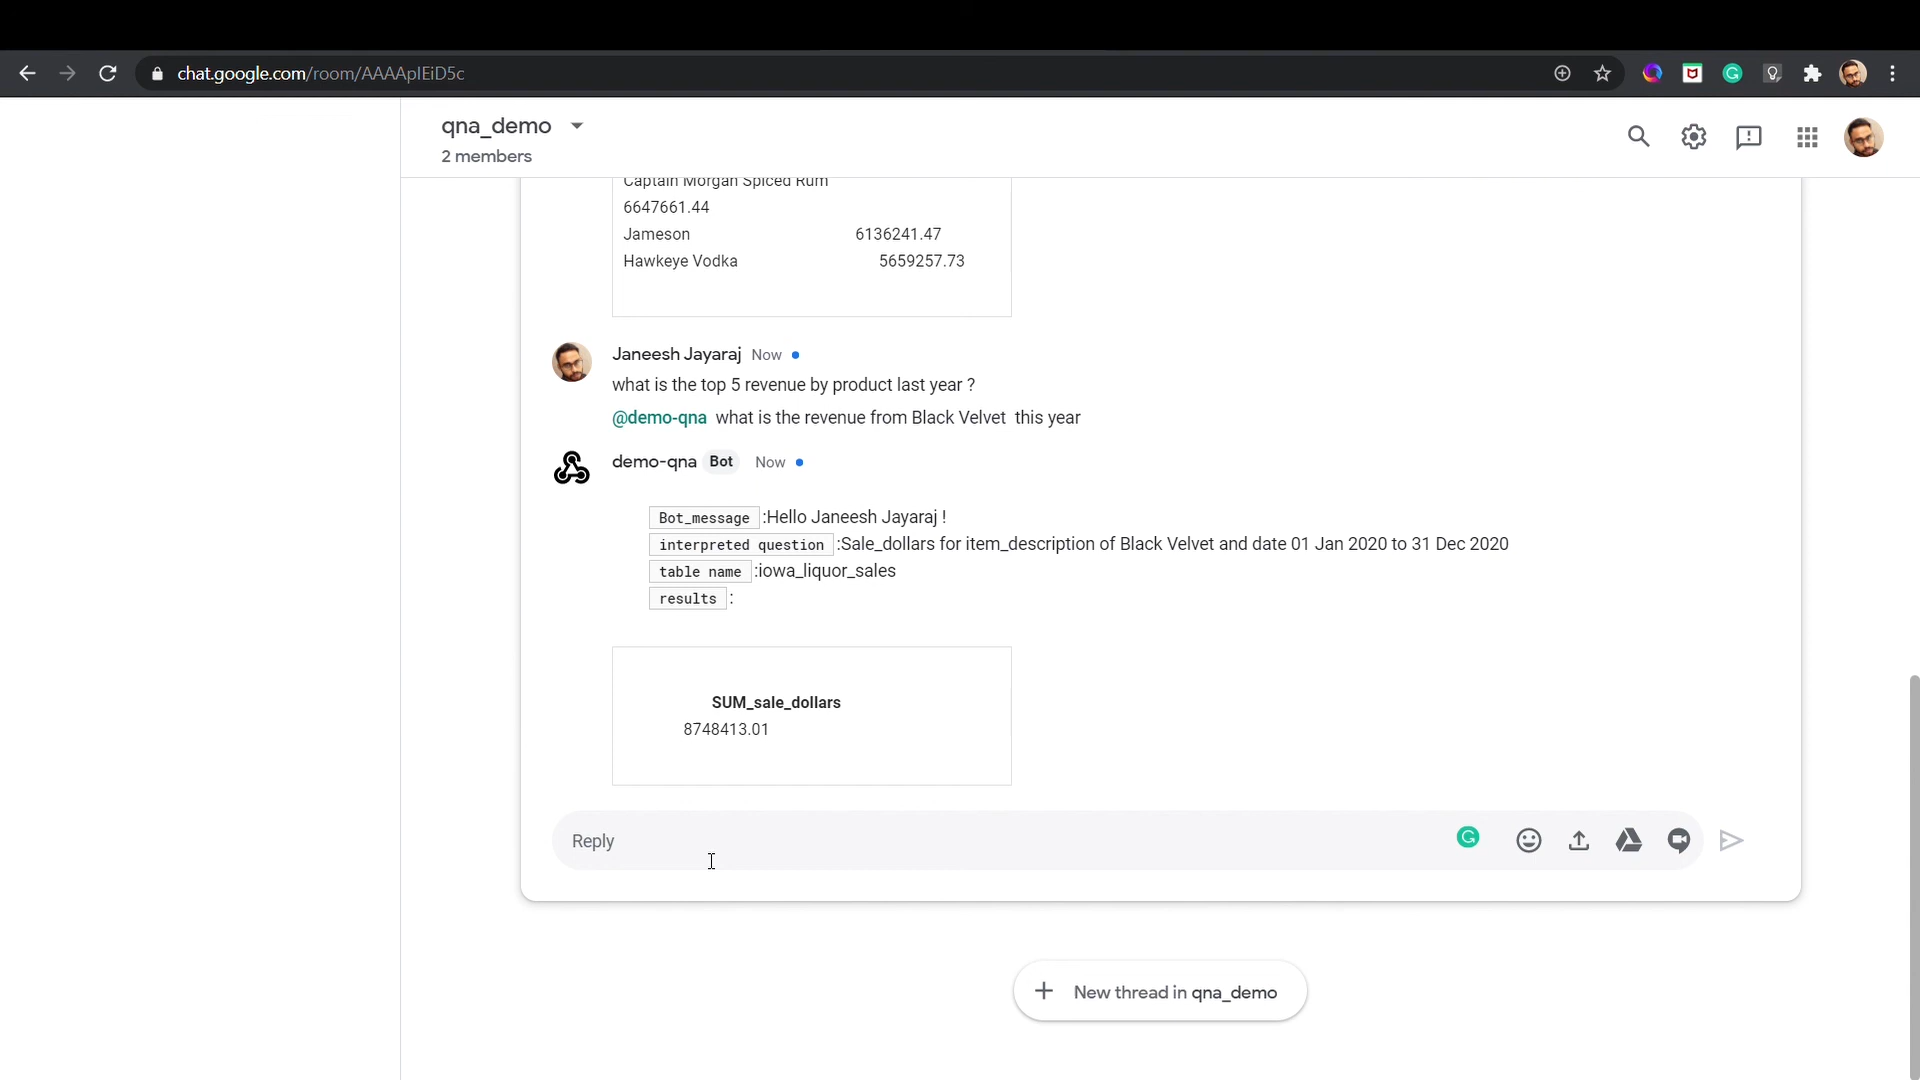 chat.google.com/room/AAAAplEiD5c
qna_demo
2 members
Captain Morgan Spiced Rum
6647661.44
Jameson 6136241.47
Hawkeye Vodka 5659257.73
Janeesh Jayaraj Now
what is the top 5 revenue by product last year ?
@demo-qna what is the revenue from Black Velvet this year
demo-qna Bot Now
Bot_message :Hello Janeesh Jayaraj !
interpreted question :Sale_dollars for item_description of Black Velvet and date 01 Jan 2020 to 31 Dec 2020
table name :iowa_liquor_sales
results :
SUM_sale_dollars
8748413.01
Reply
New thread in qna_demo